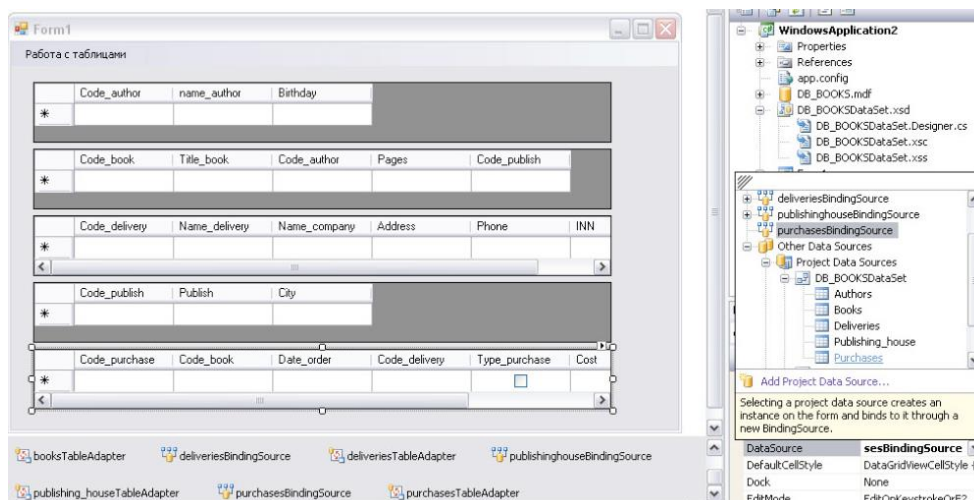 Form1
Работа с таблицами
Code_author name_author Birthday
Code_book Title_book Code_author Pages Code_publish
Code_delivery Name_delivery Name_company Address Phone INN
Code_publish Publish City
Code_purchase Code_book Date_order Code_delivery Type_purchase Cost
booksTableAdapter deliveriesBindingSource deliveriesTableAdapter publishinghouseBindingSource
publishing_houseTableAdapter purchasesBindingSource purchasesTableAdapter
WindowsApplication2
Properties
References
app.config
DB_BOOKS.mdf
DB_BOOKSDataSet.xsd
DB_BOOKSDataSet.Designer.cs
DB_BOOKSDataSet.xsc
DB_BOOKSDataSet.xss
deliveriesBindingSource
publishinghouseBindingSource
purchasesBindingSource
Other Data Sources
Project Data Sources
DB_BOOKSDataSet
Authors
Books
Deliveries
Publishing_house
Purchases
Add Project Data Source...
Selecting a project data source creates an
instance on the form and binds to it through a
new BindingSource.
DataSource sesBindingSource
DefaultCellStyle DataGridViewCellStyle {
Dock None
EditMode EditOnKeystrokeOrF2